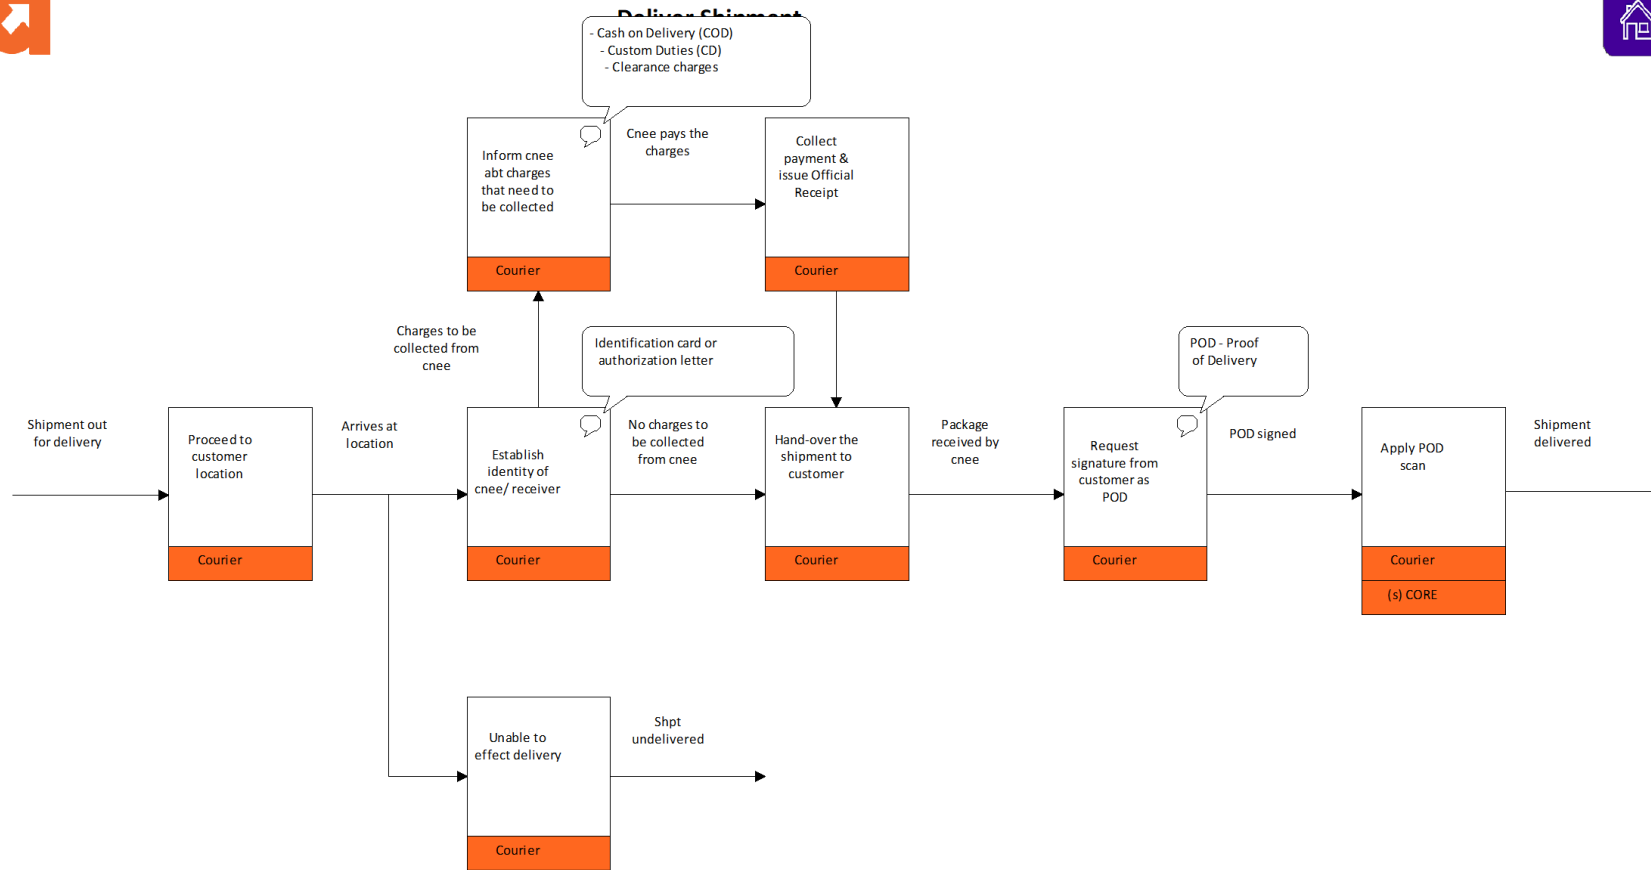 Deliver Shipment
- Cash on Delivery (COD)
- Custom Duties (CD)
- Clearance charges
Inform cnee
abt charges
that need to
be collected
Courier
Cnee pays the
charges
Collect
payment &
issue Official
Receipt
Courier
Charges to be
collected from
cnee
Identification card or
authorization letter
POD - Proof
of Delivery
Shipment out
for delivery
Proceed to
customer
location
Courier
Arrives at
location
Establish
identity of
cnee/ receiver
Courier
No charges to
be collected
from cnee
Hand-over the
shipment to
customer
Courier
Package
received by
cnee
Request
signature from
customer as
POD
Courier
POD signed
Apply POD
scan
Courier
(s) CORE
Shipment
delivered
Unable to
effect delivery
Courier
Shpt
undelivered